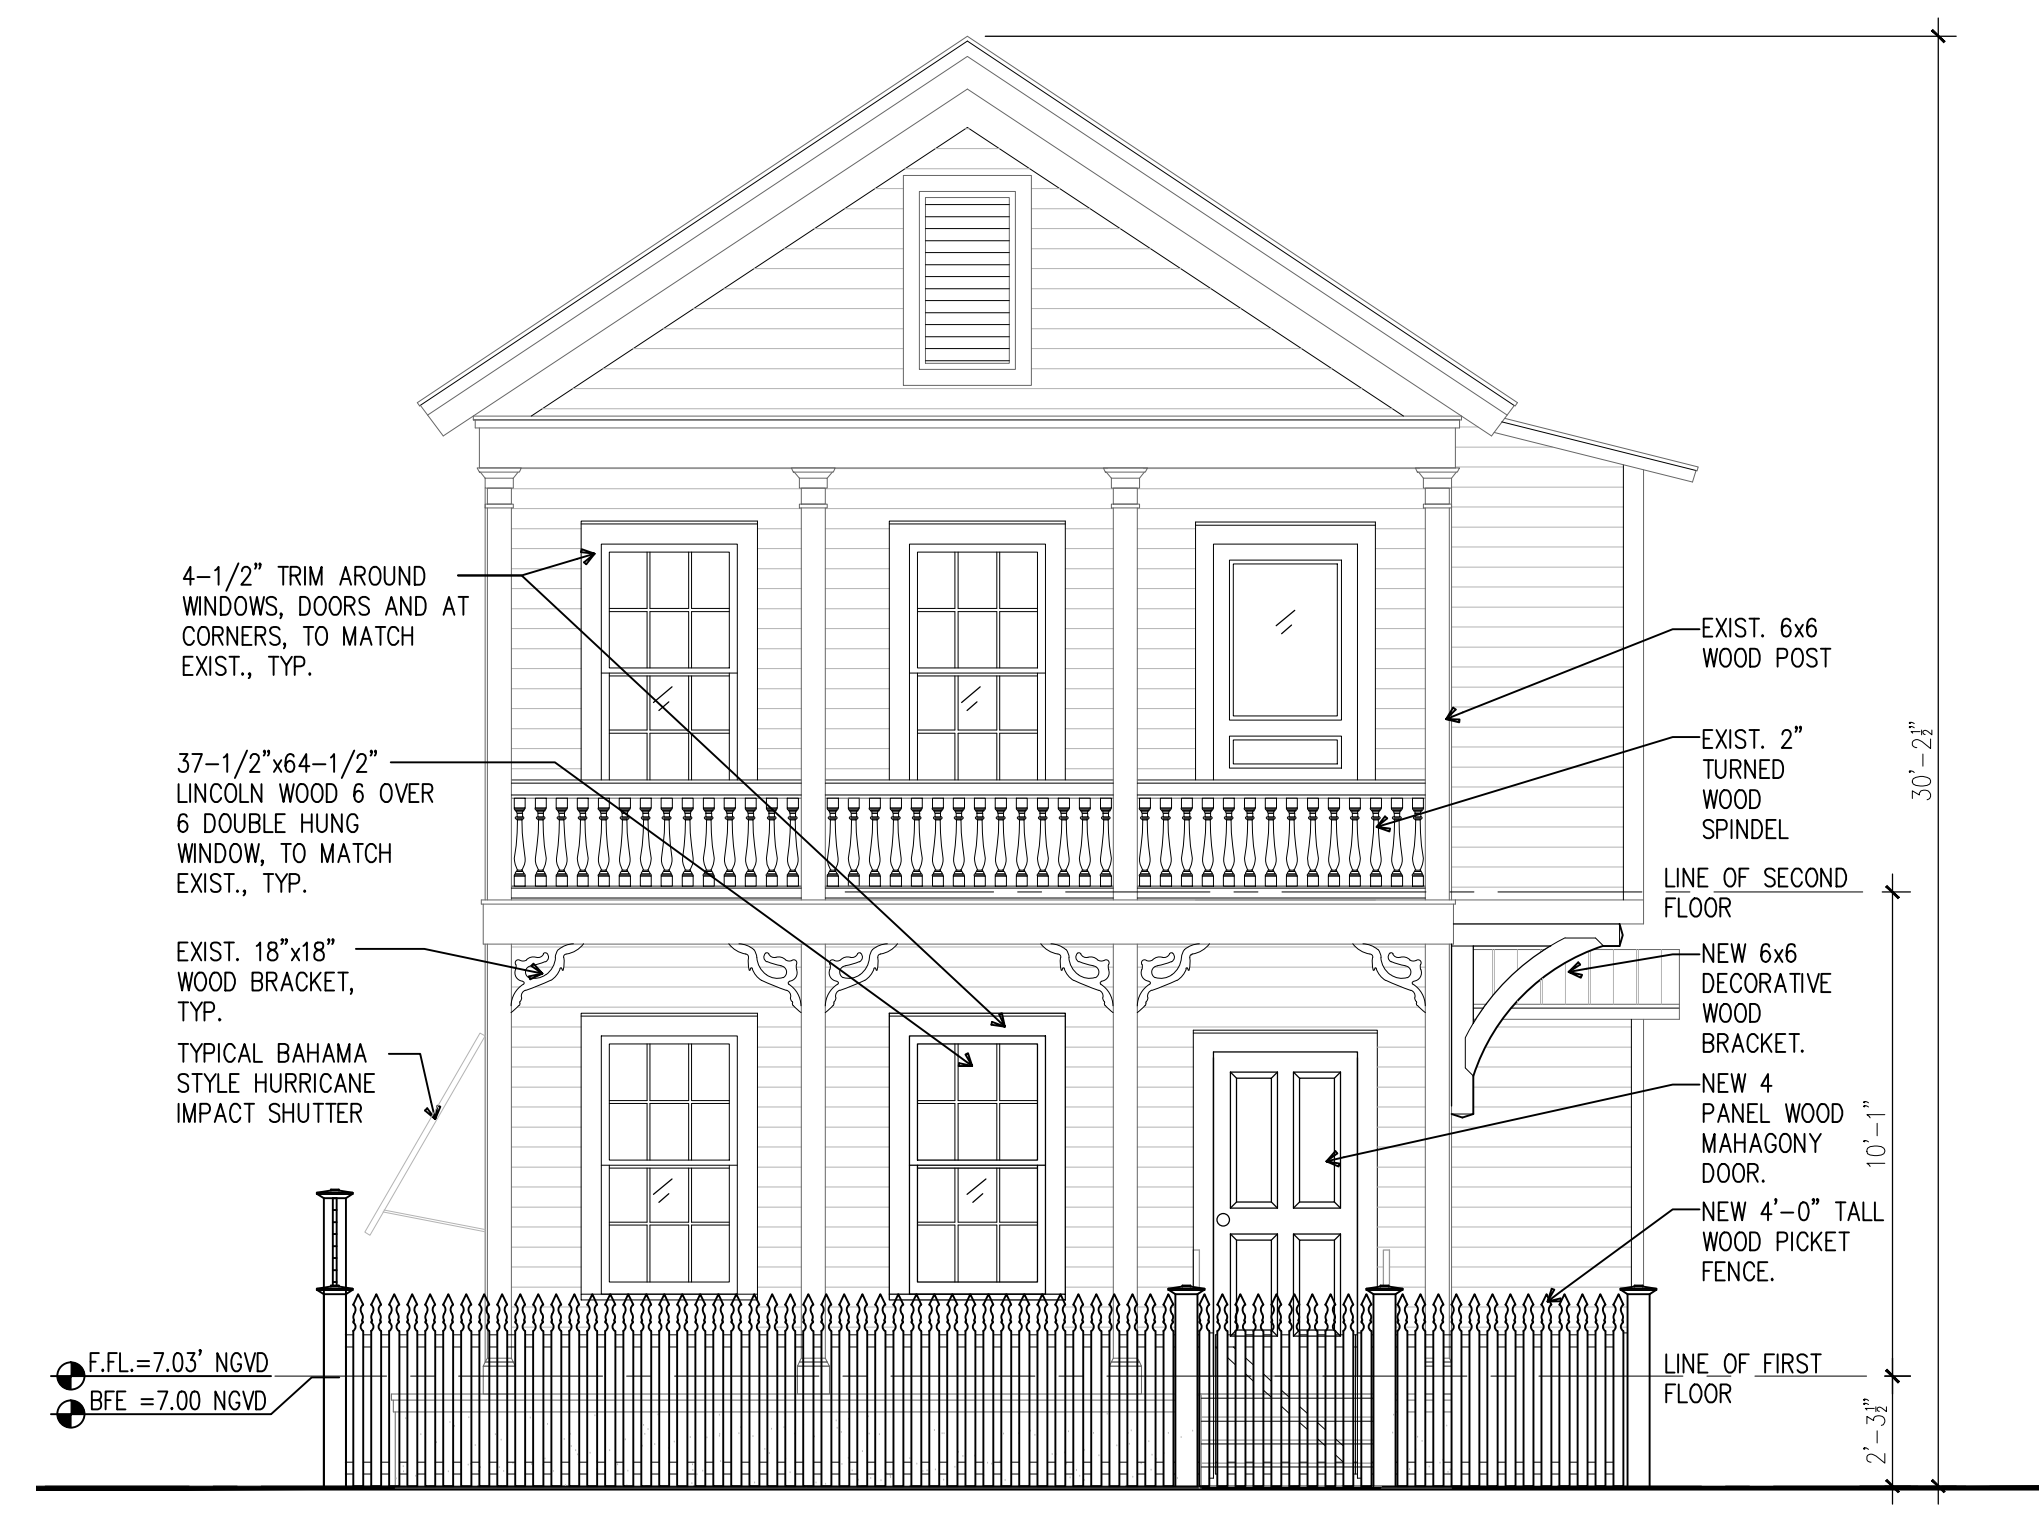 4-1/2" TRIM AROUND
WINDOWS, DOORS AND AT
CORNERS, TO MATCH
EXIST., TYP.
37-1/2"x64-1/2"
LINCOLN WOOD 6 OVER
6 DOUBLE HUNG
WINDOW, TO MATCH
EXIST., TYP.
EXIST. 18"x18"
WOOD BRACKET,
TYP.
TYPICAL BAHAMA
STYLE HURRICANE
IMPACT SHUTTER
F.FL.=7.03' NGVD
BFE =7.00 NGVD
EXIST. 6x6
WOOD POST
EXIST. 2"
TURNED
WOOD
SPINDEL
LINE OF SECOND
FLOOR
NEW 6x6
DECORATIVE
WOOD
BRACKET.
NEW 4
PANEL WOOD
MAHAGONY
DOOR.
NEW 4'-0" TALL
WOOD PICKET
FENCE.
LINE OF FIRST
FLOOR
30'-2½"
10'-1"
2'-3½"